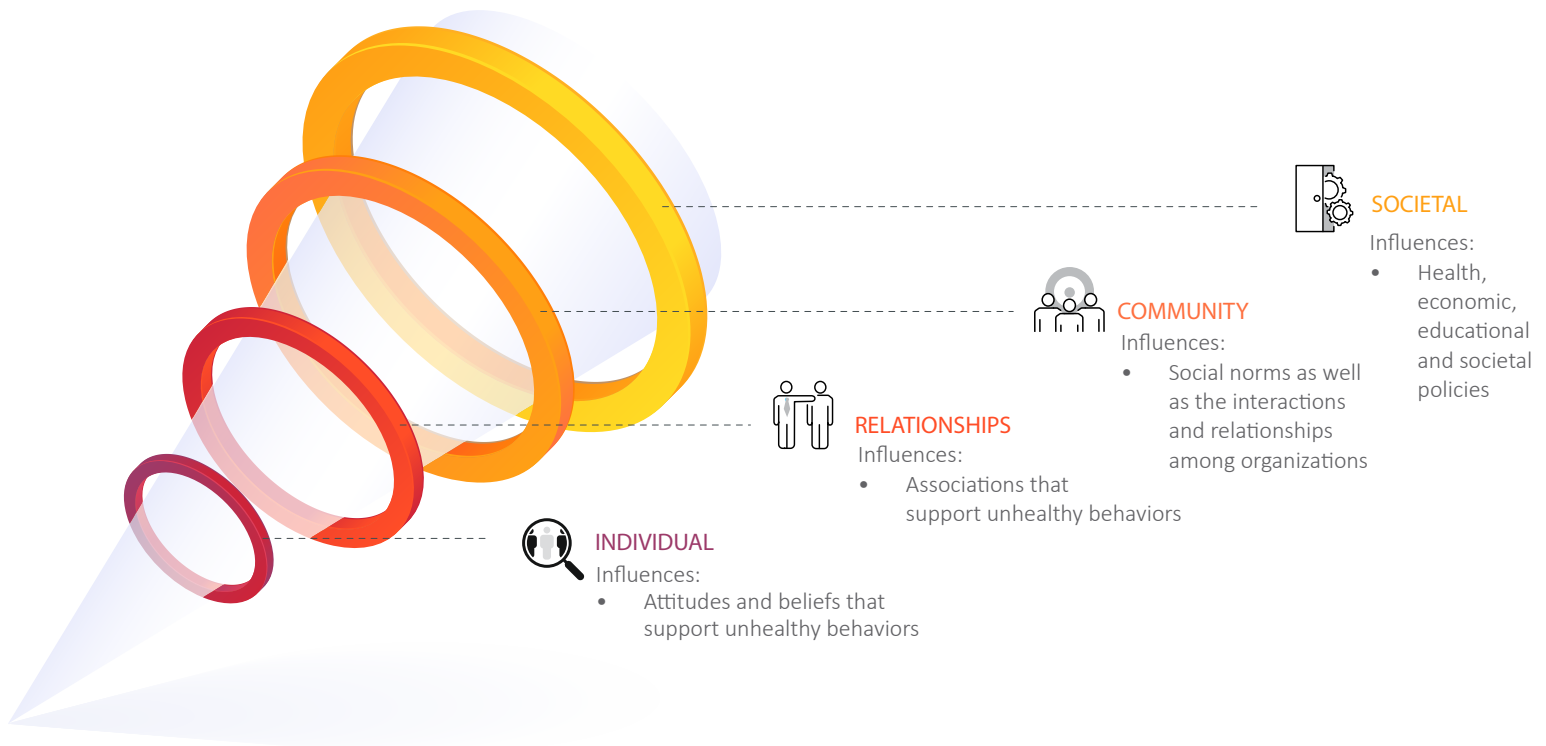 SOCIETAL
Influences:
• Health,
economic,
educational
and societal
policies
COMMUNITY
Influences:
• Social norms as well
as the interactions
and relationships
among organizations
RELATIONSHIPS
Influences:
• Associations that
support unhealthy behaviors
INDIVIDUAL
Influences:
• Attitudes and beliefs that
support unhealthy behaviors